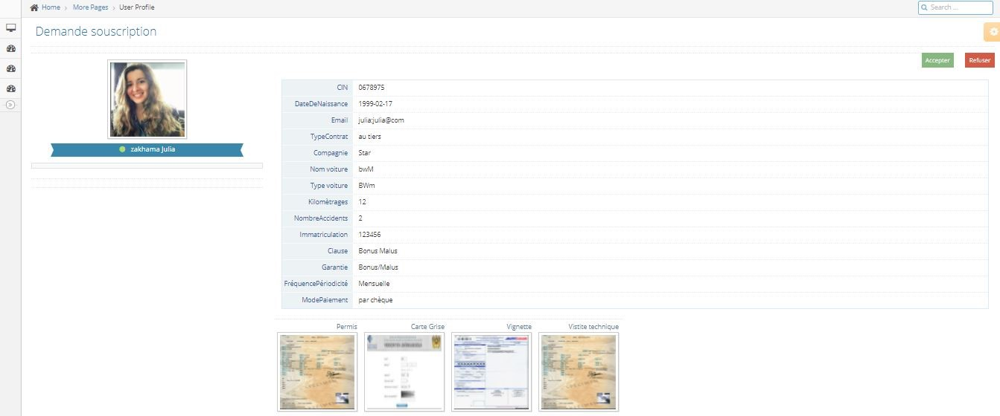 Home > More Pages > User Profile
Search ...
Demande souscription
Accepter Refuser
zakhama Julia
CIN 0678975
DateDeNaissance 1999-02-17
Email julia;julia@com
TypeContrat au tiers
Compagnie Star
Nom voiture bwM
Type voiture BWm
Kilomètrages 12
NombreAccidents 2
Immatriculation 123456
Clause Bonus Malus
Garantie Bonus/Malus
FréquencePériodicité Mensuelle
ModePaiement par chèque
Permis Carte Grise Vignette Vistite technique
SPECIMEN SPECIMEN